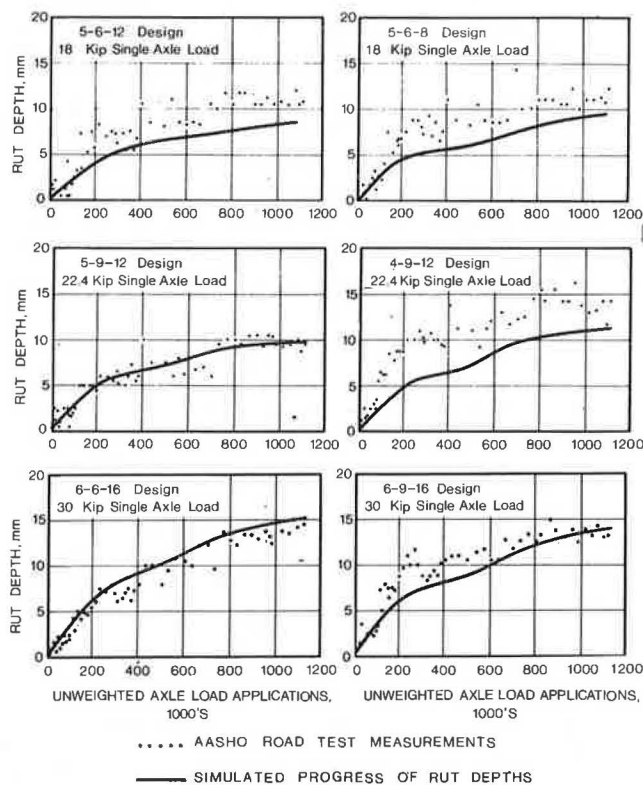 5-6-12 Design
18 Kip Single Axle Load
20
15
10
5
0
RUT DEPTH, mm
0 200 400 600 800 1000 1200
5-6-8 Design
18 Kip Single Axle Load
20
15
10
5
0
0 200 400 600 800 1000 1200
5-9-12 Design
22.4 Kip Single Axle Load
20
15
10
5
0
RUT DEPTH, mm
0 200 400 600 800 1000 1200
4-9-12 Design
22.4 Kip Single Axle Load
20
15
10
5
0
0 200 400 600 800 1000 1200
6-6-16 Design
30 Kip Single Axle Load
20
15
10
5
0
RUT DEPTH, mm
0 200 400 600 800 1000 1200
UNWEIGHTED AXLE LOAD APPLICATIONS,
1000'S
6-9-16 Design
30 Kip Single Axle Load
20
15
10
5
0
0 200 400 600 800 1000 1200
UNWEIGHTED AXLE LOAD APPLICATIONS,
1000'S
AASHO ROAD TEST MEASUREMENTS
SIMULATED PROGRESS OF RUT DEPTHS